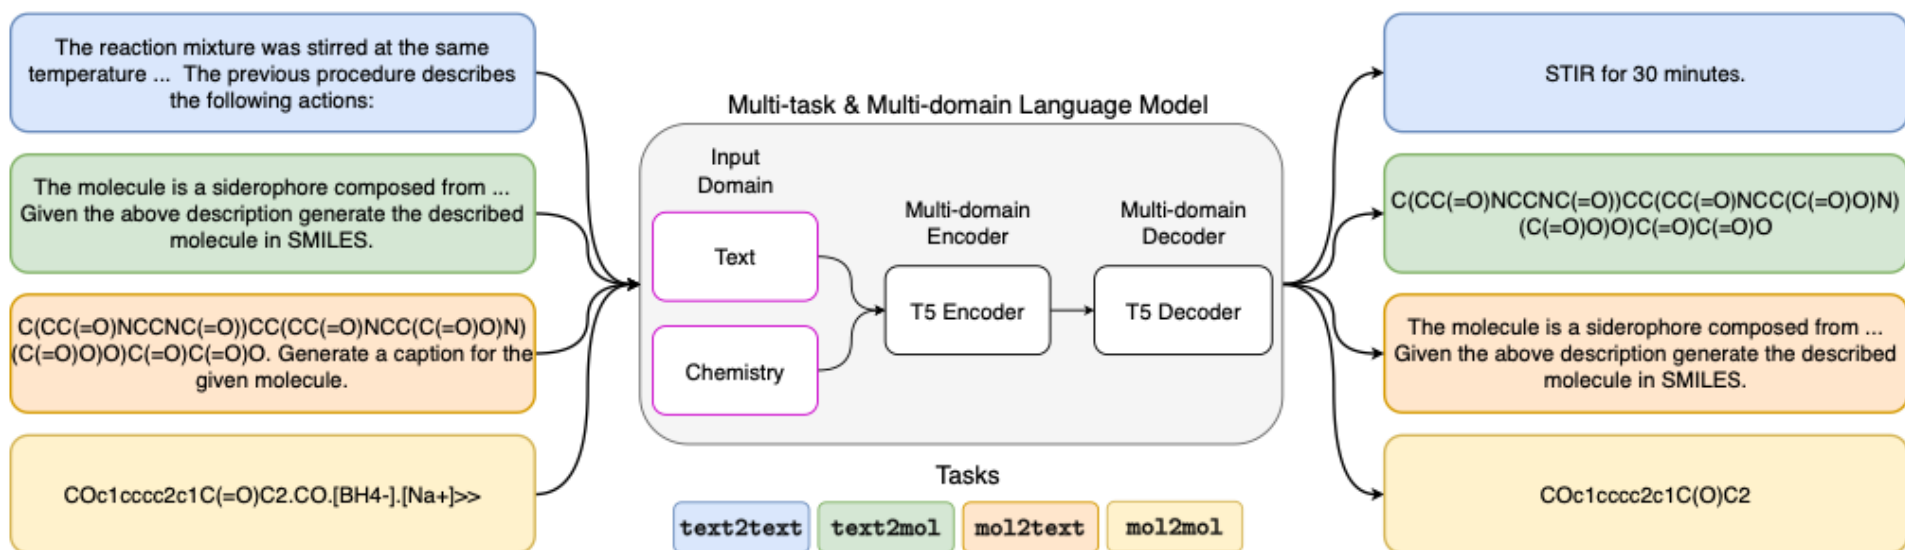 The reaction mixture was stirred at the same
temperature ... The previous procedure describes
the following actions:
The molecule is a siderophore composed from ...
Given the above description generate the described
molecule in SMILES.
C(CC(=O)NCCNC(=O))CC(CC(=O)NCC(C(=O)O)N)
(C(=O)O)O)C(=O)C(=O)O. Generate a caption for the
given molecule.
COc1cccc2c1C(=O)C2.CO.[BH4-].[Na+]>>
Multi-task & Multi-domain Language Model
Input
Domain
Text
Chemistry
Multi-domain
Encoder
T5 Encoder
Multi-domain
Decoder
T5 Decoder
Tasks
text2text
text2mol
mol2text
mol2mol
STIR for 30 minutes.
C(CC(=O)NCCNC(=O))CC(CC(=O)NCC(C(=O)O)N)
(C(=O)O)O)C(=O)C(=O)O
The molecule is a siderophore composed from ...
Given the above description generate the described
molecule in SMILES.
COc1cccc2c1C(O)C2